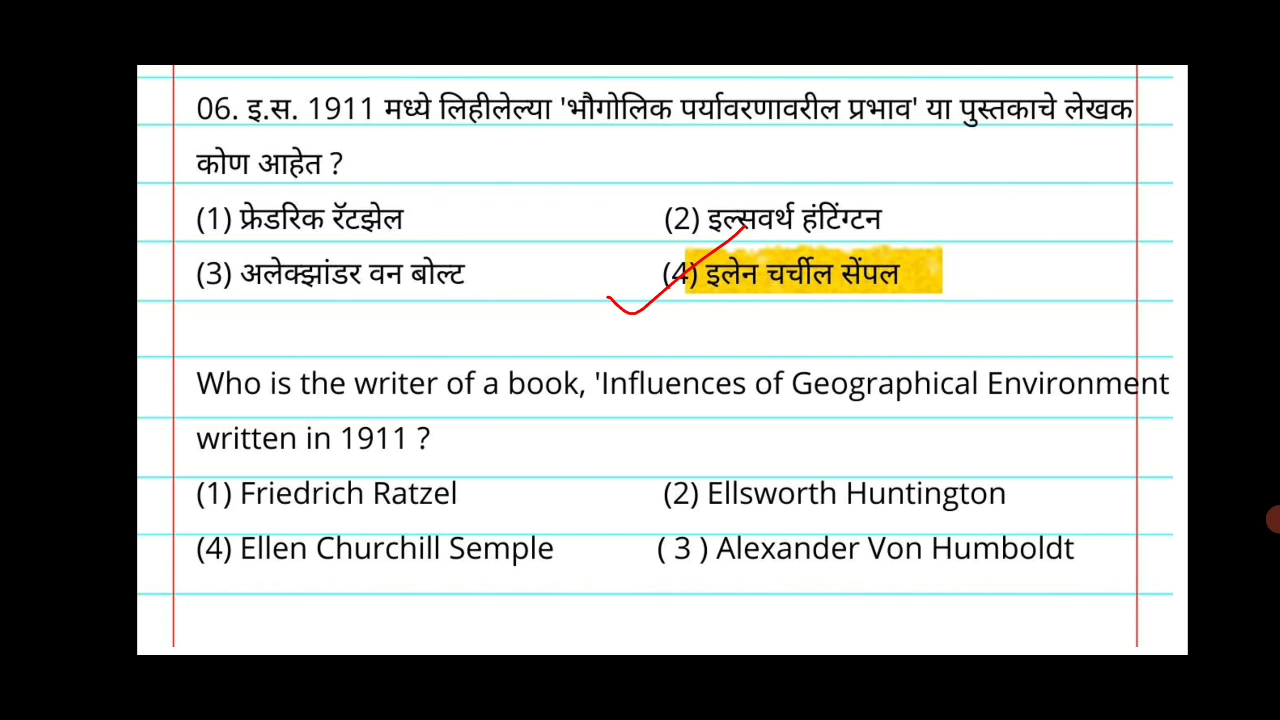 06. इ.स. 1911 मध्ये लिहीलेल्या 'भौगोलिक पर्यावरणावरील प्रभाव' या पुस्तकाचे लेखक
कोण आहेत ?
(1) फ्रेडरिक रॅटझेल (2) इल्सवर्थ हंटिंग्टन
(3) अलेक्झांडर वन बोल्ट (4) इलेन चर्चील सेंपल
Who is the writer of a book, 'Influences of Geographical Environment
written in 1911 ?
(1) Friedrich Ratzel (2) Ellsworth Huntington
(4) Ellen Churchill Semple ( 3 ) Alexander Von Humboldt